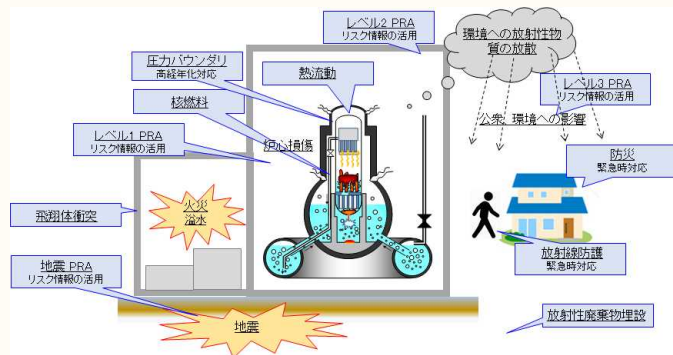 レベル2 PRA
リスク情報の活用
環境への放射性物
質の放散
圧力バウンダリ
高経年化対応
熱流動
核燃料
レベル3 PRA
リスク情報の活用
公衆、環境への影響
レベル1 PRA
リスク情報の活用
炉心損傷
防災
緊急時対応
飛翔体衝突
火災
溢水
放射線防護
緊急時対応
地震 PRA
リスク情報の活用
地震
放射性廃棄物埋設